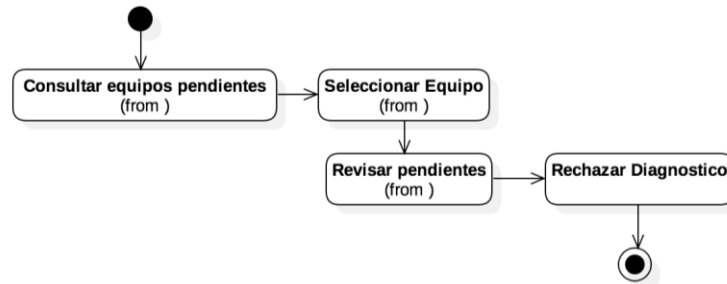 Consultar equipos pendientes
(from )
Seleccionar Equipo
(from )
Revisar pendientes
(from )
Rechazar Diagnostico